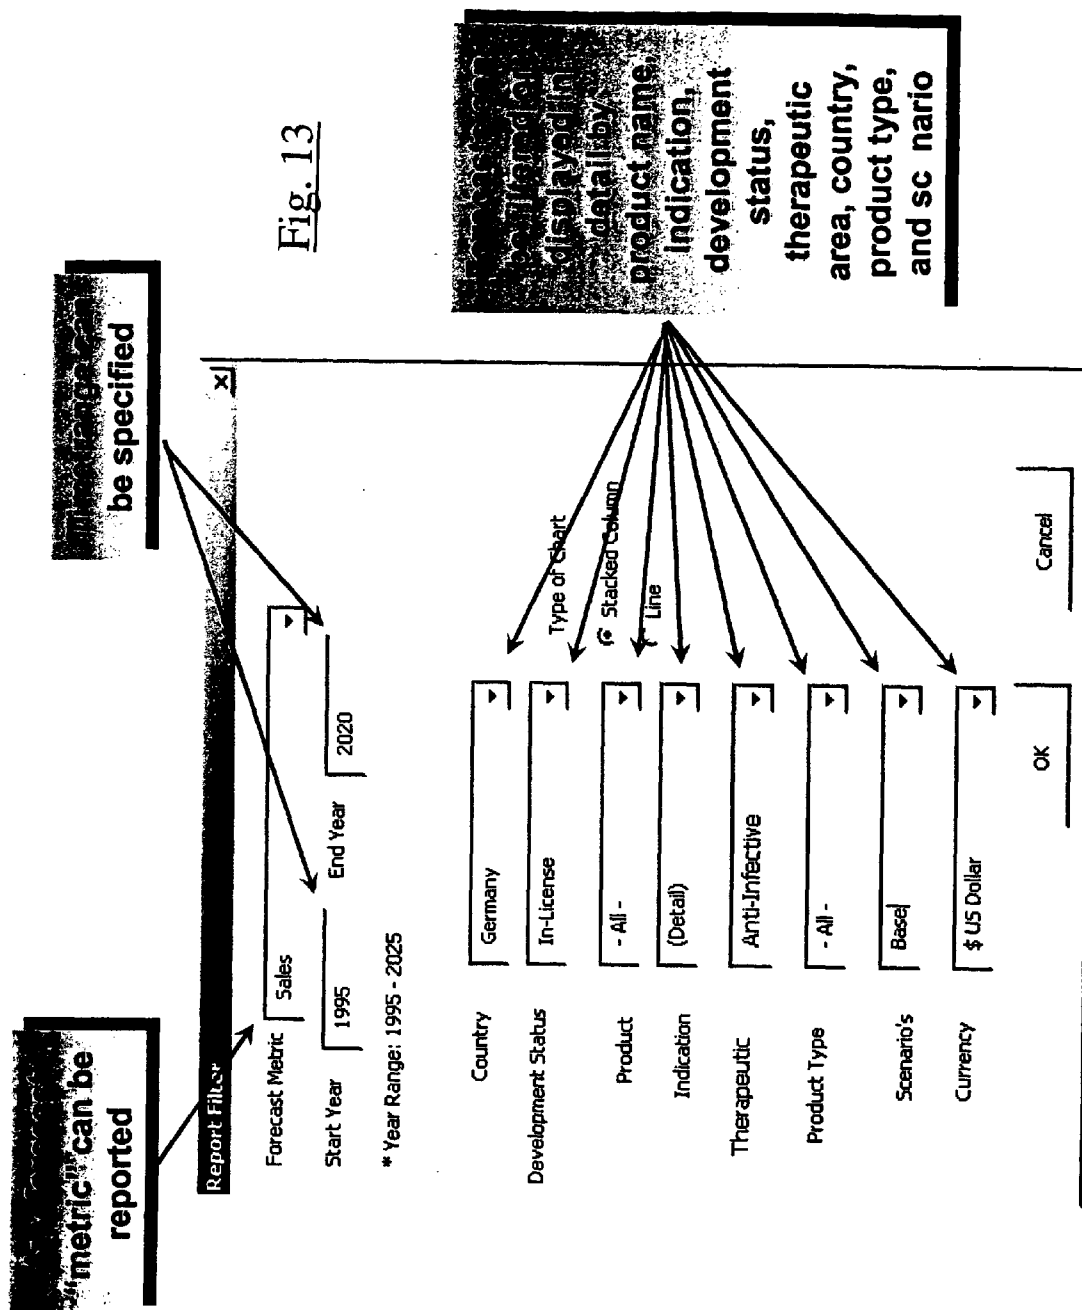 "metric" can be
reported
be specified
Fig. 13
Report Filter
Forecast Metric Sales
Start Year 1995 End Year 2020
* Year Range: 1995 - 2025
Country Germany
Development Status In-License
Product - All -
Indication (Detail)
Therapeutic Anti-Infective
Product Type - All -
Scenario's Base
Currency $ US Dollar
Type of Chart
Stacked Column
Line
OK Cancel
be filtered or
displayed in
detail by
product name,
indication,
development
status,
therapeutic
area, country,
product type,
and sc nario